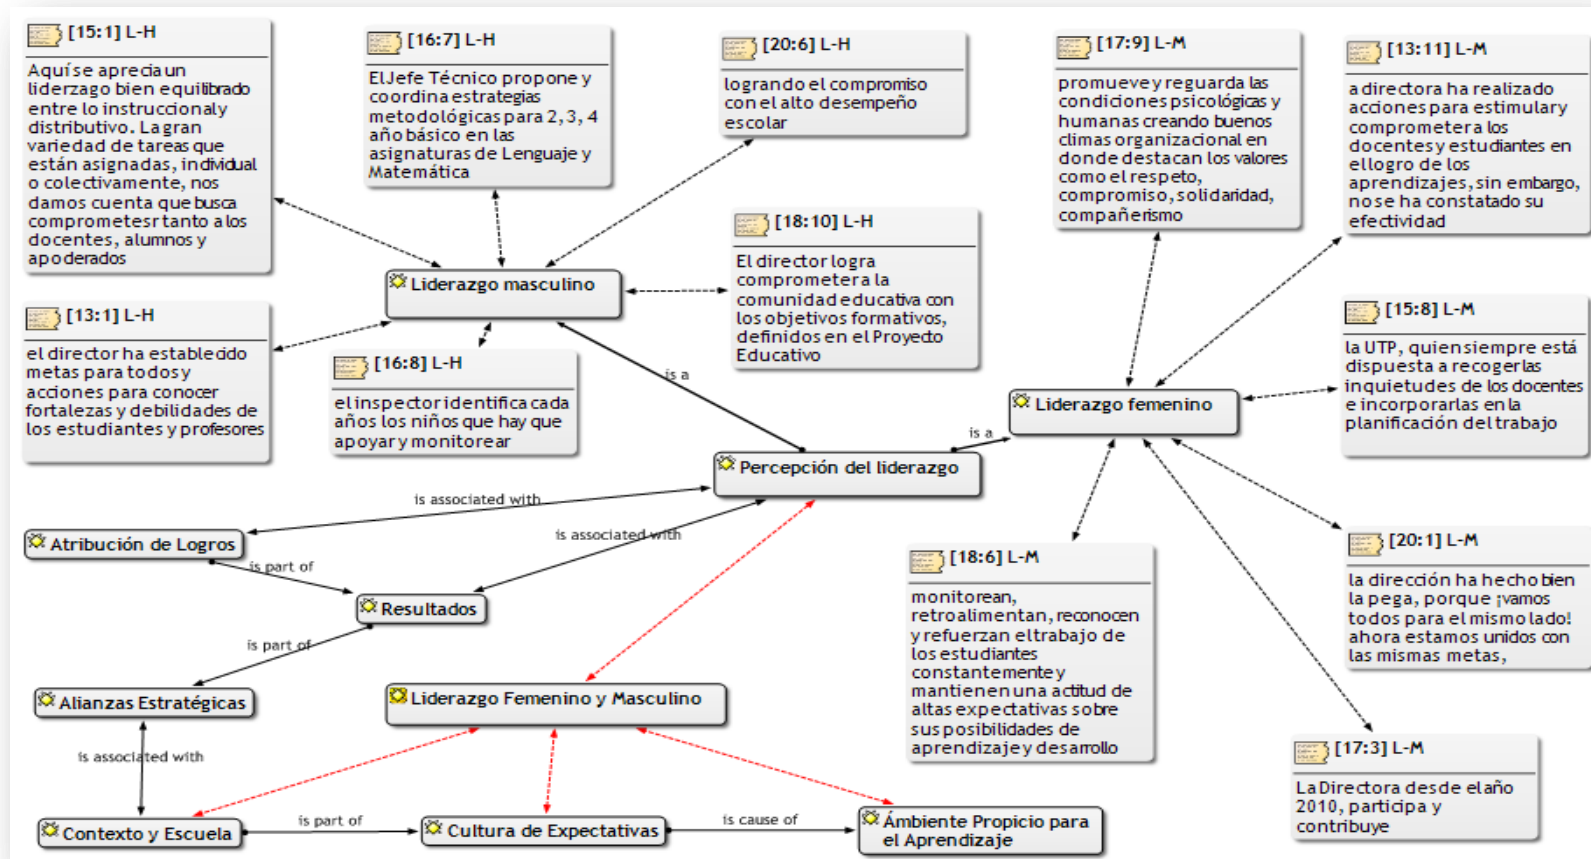 [15:1] L-H
Aquí se aprecia un
liderzago bien equilibrado
entre lo instruccional y
distributivo. La gran
variedad de tareas que
están asignadas, individual
o colectivamente, nos
damos cuenta que busca
comprometesr tanto a los
docentes, alumnos y
apoderados
[16:7] L-H
El Jefe Técnico propone y
coordina estrategias
metodológicas para 2, 3, 4
año básico en las
asignaturas de Lenguaje y
Matemática
[20:6] L-H
logrando el compromiso
con el alto desempeño
escolar
[17:9] L-M
promueve y reguarda las
condiciones psicológicas y
humanas creando buenos
climas organizacional en
donde destacan los valores
como el respeto,
compromiso, solidaridad,
compañerismo
[13:11] L-M
a directora ha realizado
acciones para estimular y
comprometer a los
docentes y estudiantes en
el logro de los
aprendizajes, sin embargo,
no se ha constatado su
efectividad
[18:10] L-H
El director logra
comprometer a la
comunidad educativa con
los objetivos formativos,
definidos en el Proyecto
Educativo
Liderazgo masculino
[13:1] L-H
el director ha establecido
metas para todos y
acciones para conocer
fortalezas y debilidades de
los estudiantes y profesores
[16:8] L-H
el inspector identifica cada
años los niños que hay que
apoyar y monitorear
is a
[15:8] L-M
la UTP, quien siempre está
dispuesta a recoger las
inquietudes de los docentes
e incorporarlas en la
planificación del trabajo
Liderazgo femenino
is a
Percepción del liderazgo
is associated with
is associated with
Atribución de Logros
is part of
Resultados
is part of
[18:6] L-M
monitorean,
retroalimentan, reconocen
y refuerzan el trabajo de
los estudiantes
constantemente y
mantienen una actitud de
altas expectativas sobre
sus posibilidades de
aprendizaje y desarrollo
[20:1] L-M
la dirección ha hecho bien
la pega, porque ¡vamos
todos para el mismo lado!
ahora estamos unidos con
las mismas metas,
Alianzas Estratégicas
Liderazgo Femenino y Masculino
is associated with
[17:3] L-M
La Directora desde el año
2010, participa y
contribuye
Contexto y Escuela
is part of
Cultura de Expectativas
is cause of
Ámbiente Propicio para
el Aprendizaje